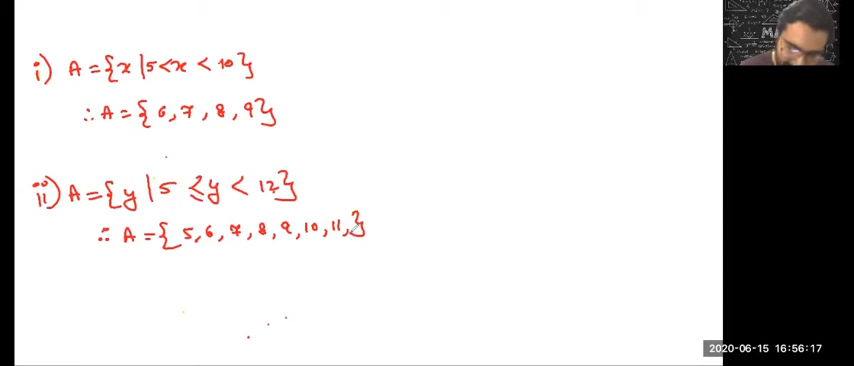 i) A = {x | 5 < x < 10}
∴ A = {6, 7, 8, 9}
ii) A = {y | 5 ≤ y < 12}
∴ A = {5, 6, 7, 8, 9, 10, 11, }
MA
2020-06-15 16:56:17